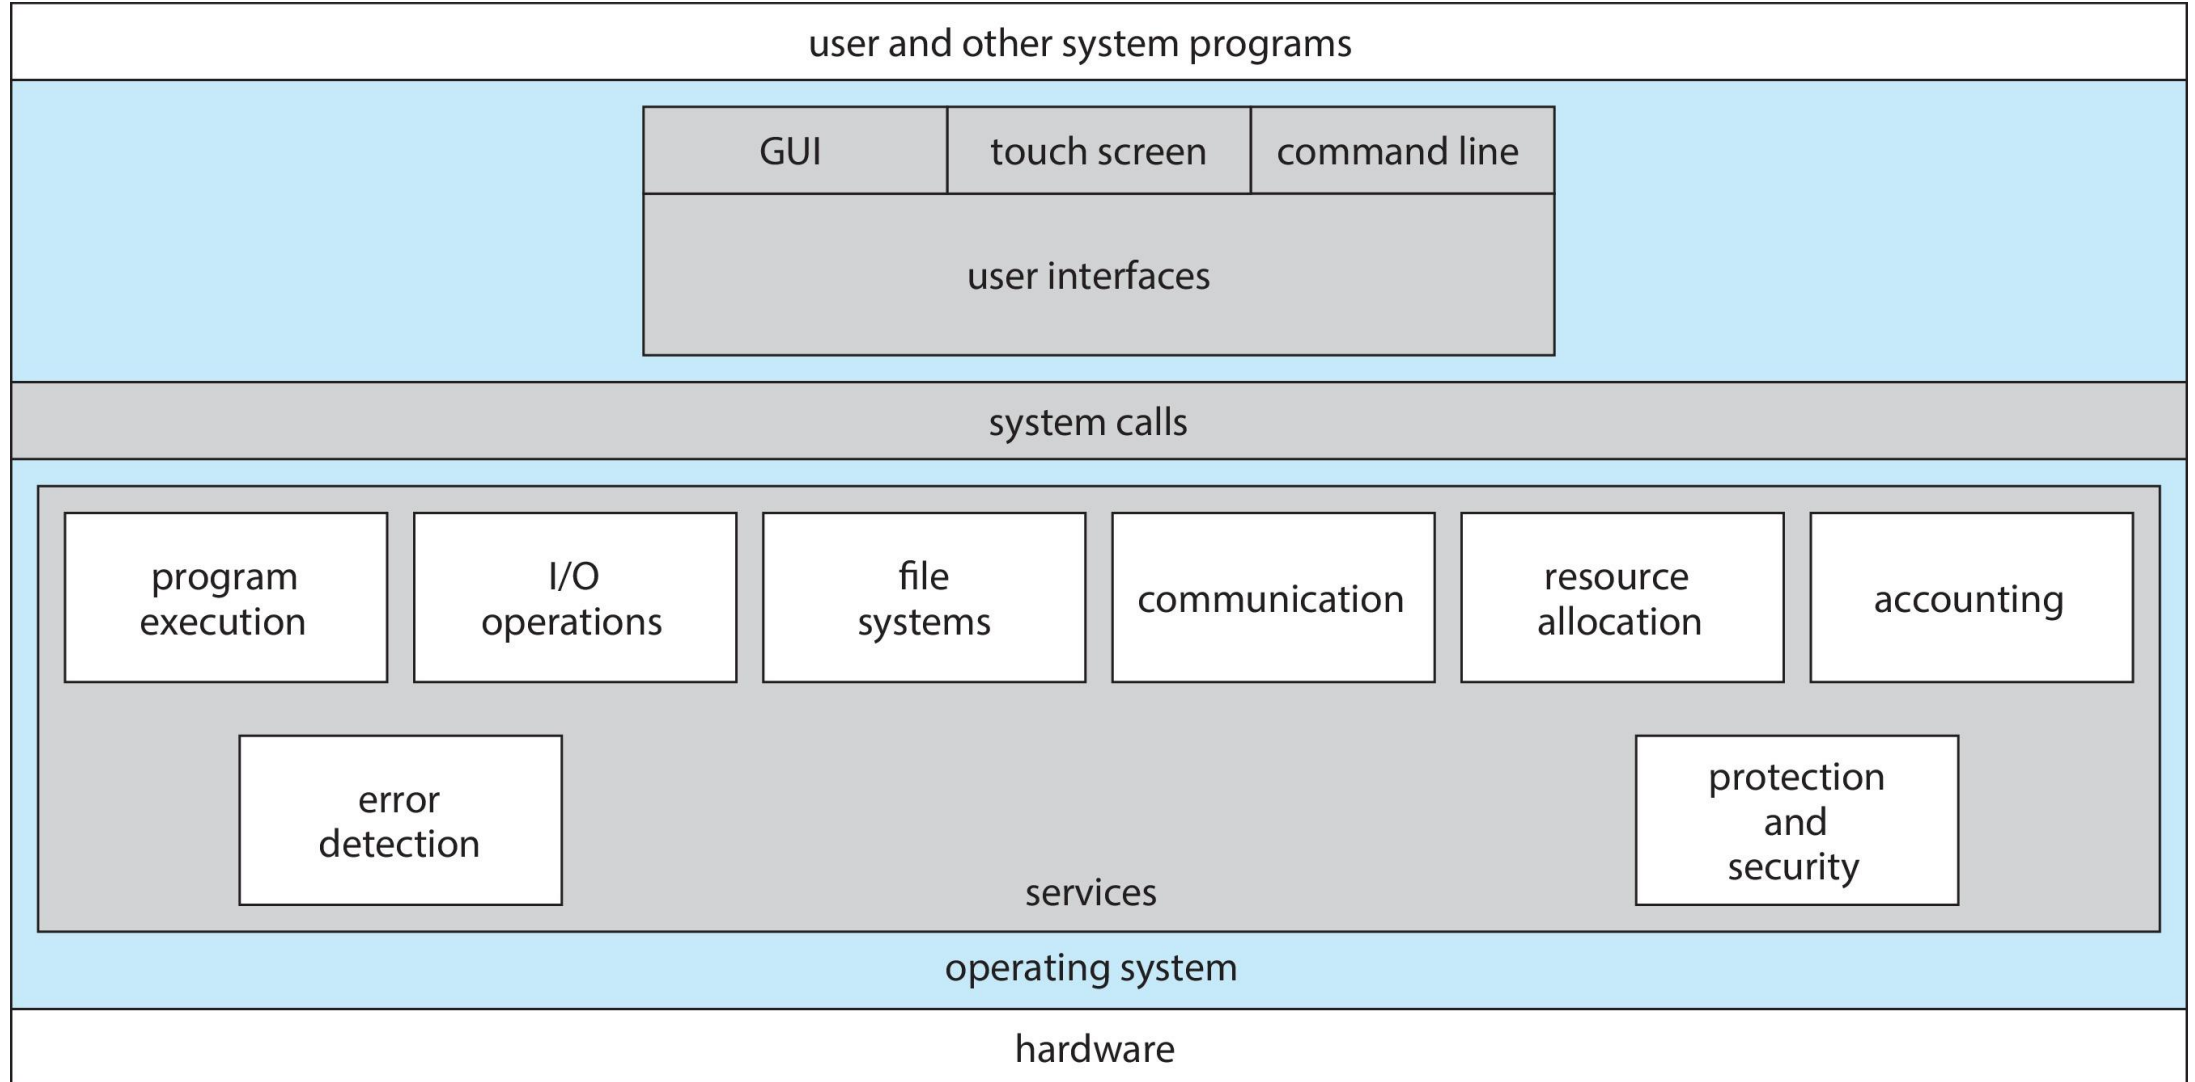 user and other system programs
GUI
touch screen
command line
user interfaces
system calls
program
execution
I/O
operations
file
systems
communication
resource
allocation
accounting
error
detection
protection
and
security
services
operating system
hardware